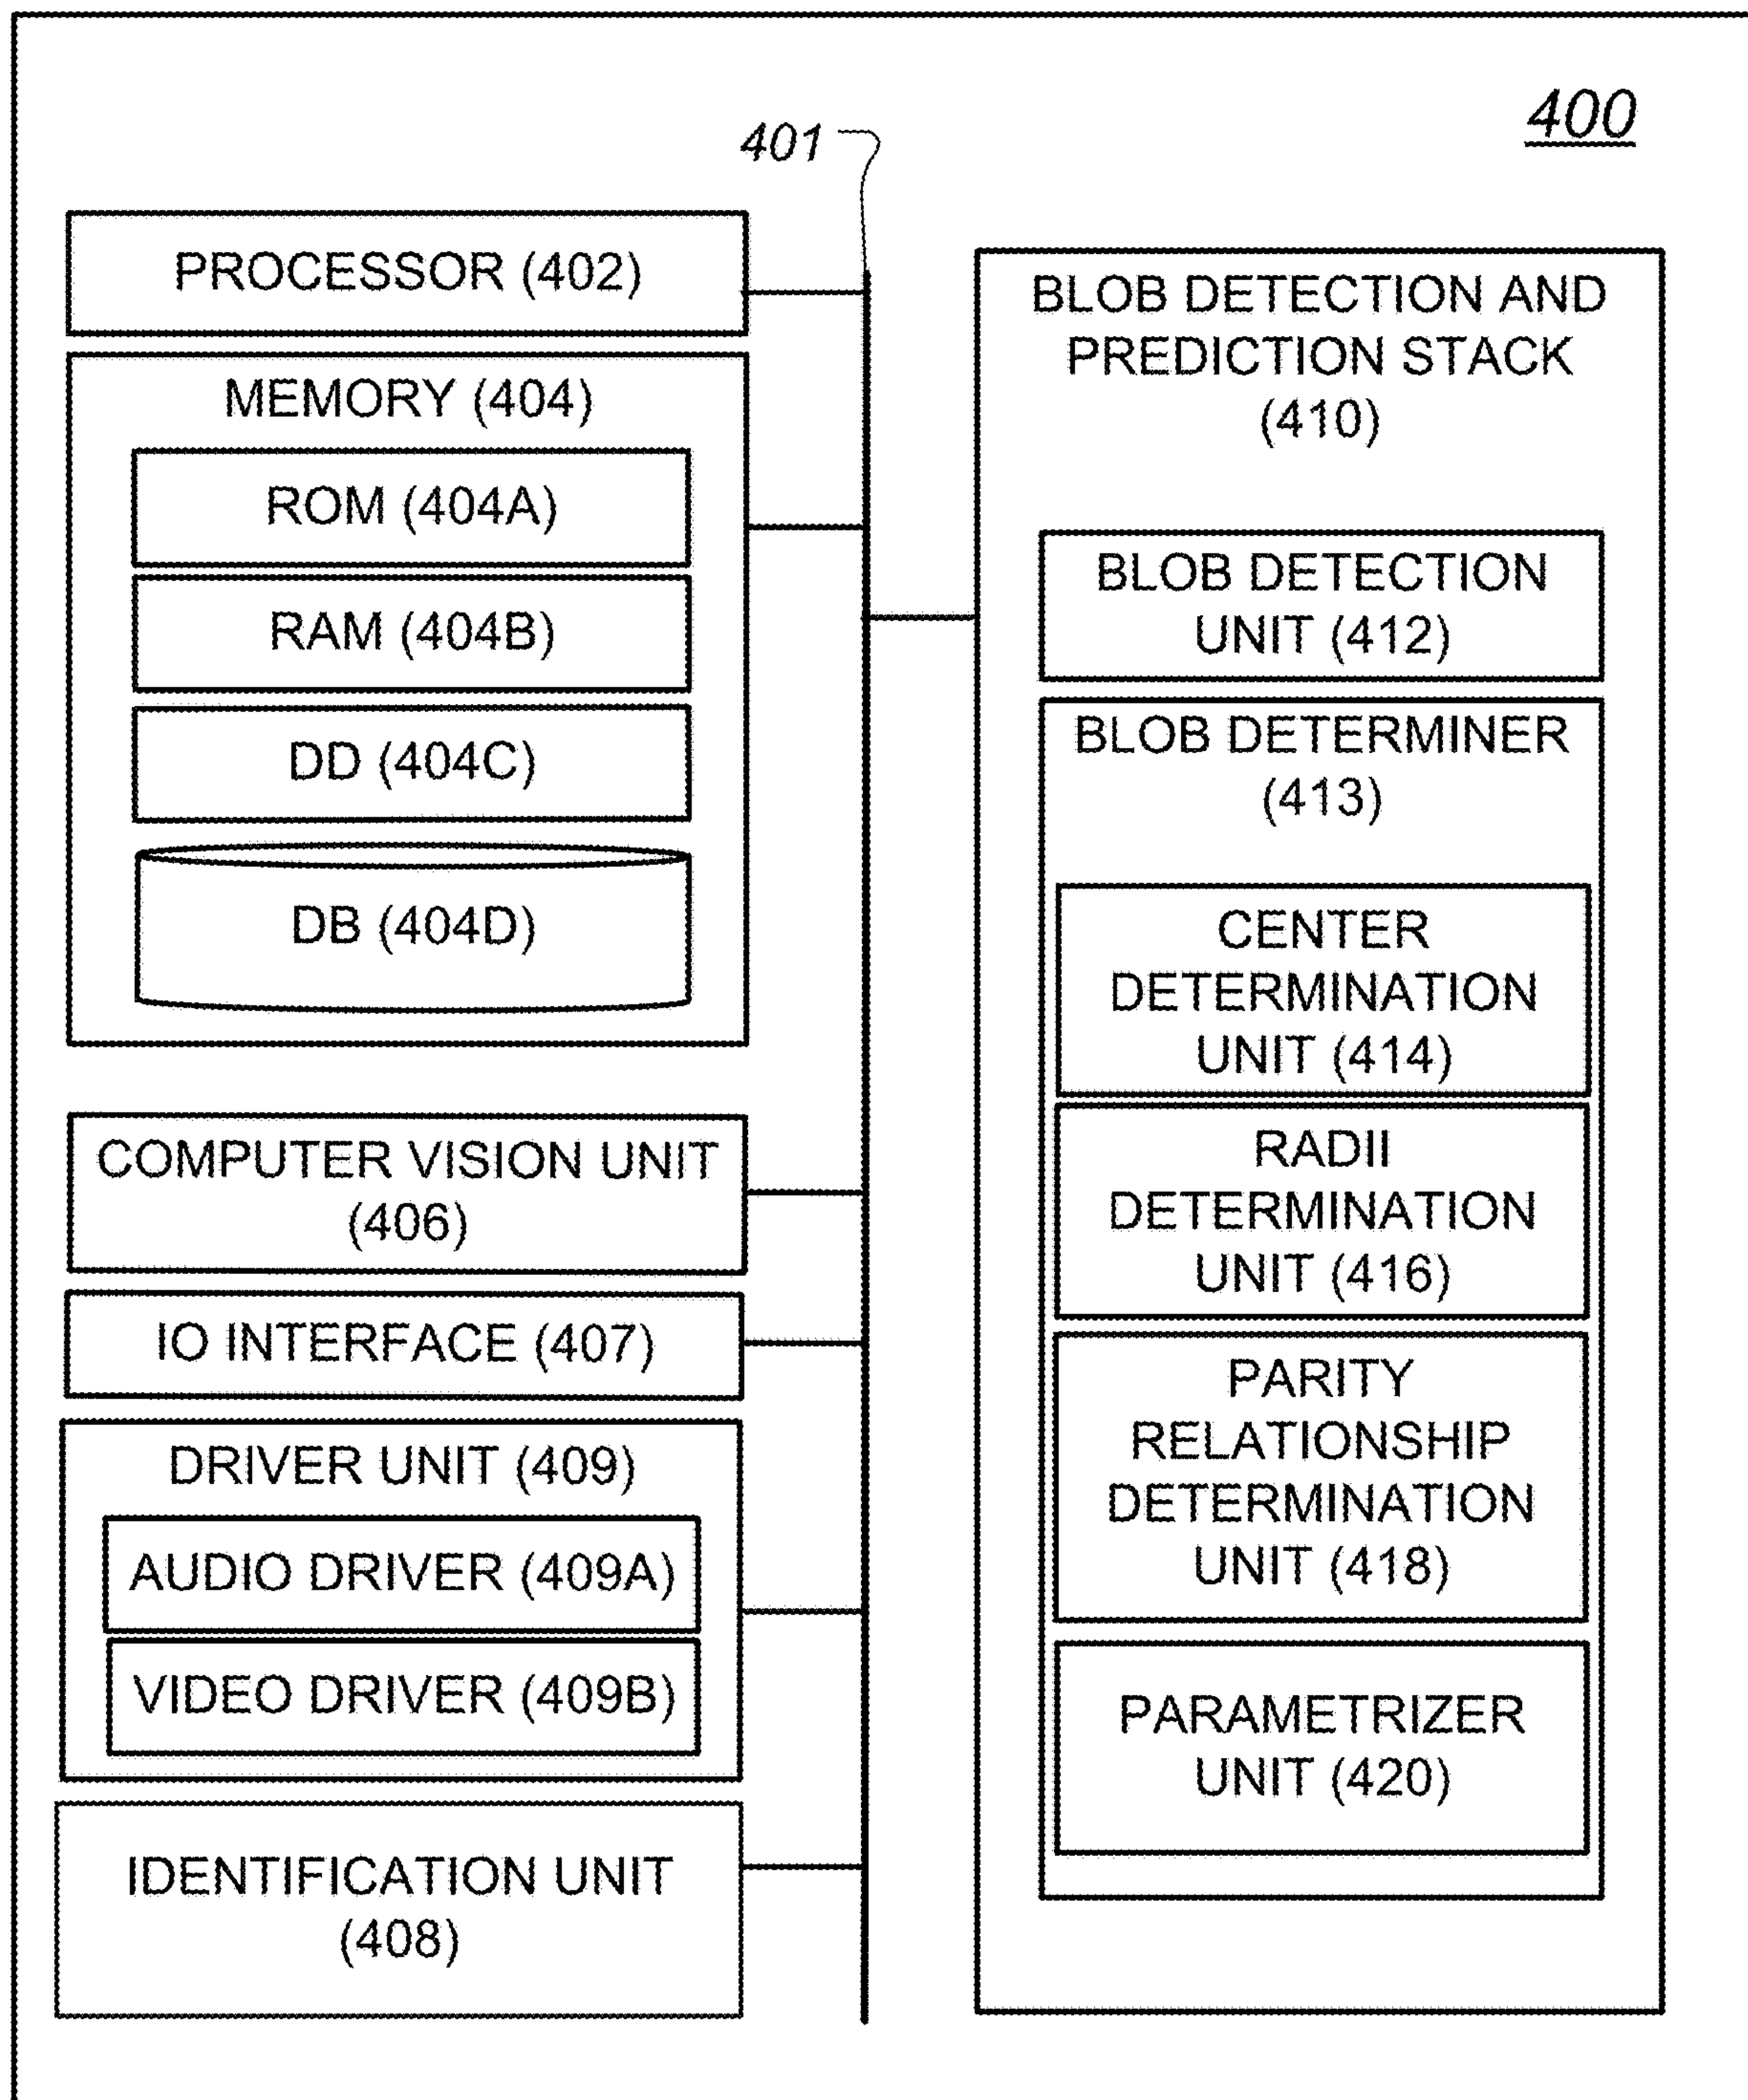 400
401
PROCESSOR (402)
MEMORY (404)
ROM (404A)
RAM (404B)
DD (404C)
DB (404D)
COMPUTER VISION UNIT
(406)
IO INTERFACE (407)
DRIVER UNIT (409)
AUDIO DRIVER (409A)
VIDEO DRIVER (409B)
IDENTIFICATION UNIT
(408)
BLOB DETECTION AND
PREDICTION STACK
(410)
BLOB DETECTION
UNIT (412)
BLOB DETERMINER
(413)
CENTER
DETERMINATION
UNIT (414)
RADII
DETERMINATION
UNIT (416)
PARITY
RELATIONSHIP
DETERMINATION
UNIT (418)
PARAMETRIZER
UNIT (420)